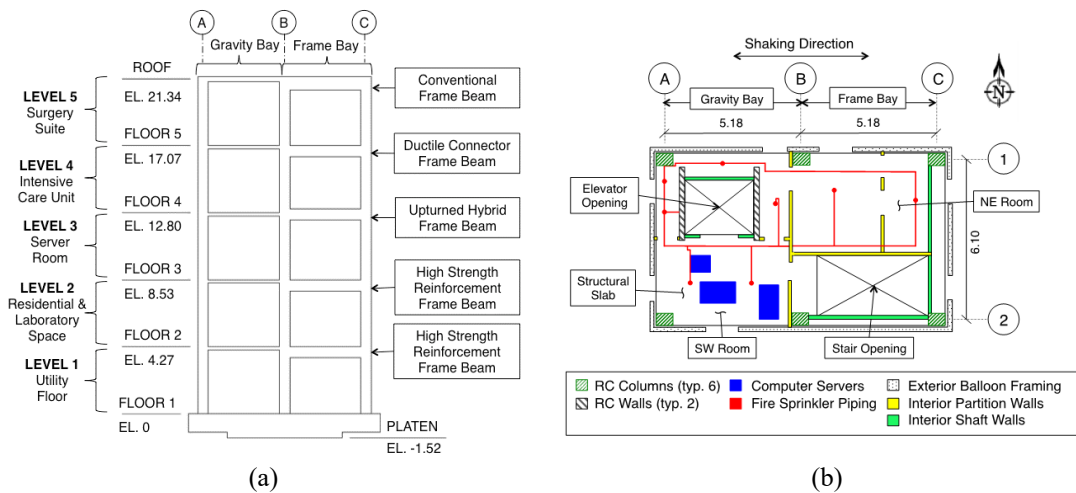 A
B
C
Gravity Bay
Frame Bay
ROOF
EL. 21.34
FLOOR 5
EL. 17.07
FLOOR 4
EL. 12.80
FLOOR 3
EL. 8.53
FLOOR 2
EL. 4.27
FLOOR 1
EL. 0
LEVEL 5
Surgery
Suite
LEVEL 4
Intensive
Care Unit
LEVEL 3
Server
Room
LEVEL 2
Residential &
Laboratory
Space
LEVEL 1
Utility
Floor
Conventional
Frame Beam
Ductile Connector
Frame Beam
Upturned Hybrid
Frame Beam
High Strength
Reinforcement
Frame Beam
High Strength
Reinforcement
Frame Beam
PLATEN
EL. -1.52
(a)
Shaking Direction
N
A
B
C
Gravity Bay
Frame Bay
5.18
5.18
1
Elevator
Opening
NE Room
6.10
Structural
Slab
2
SW Room
Stair Opening
RC Columns (typ. 6)
Computer Servers
Exterior Balloon Framing
RC Walls (typ. 2)
Fire Sprinkler Piping
Interior Partition Walls
Interior Shaft Walls
(b)